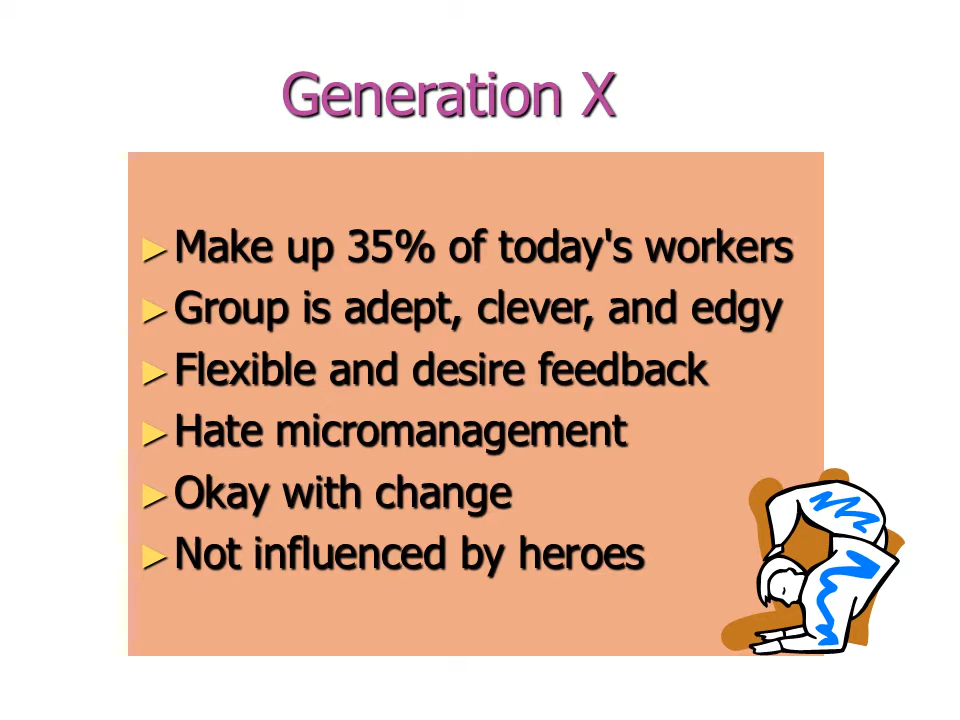 Generation X
►Make up 35% of today's workers
►Group is adept, clever, and edgy
►Flexible and desire feedback
►Hate micromanagement
►Okay with change
►Not influenced by heroes